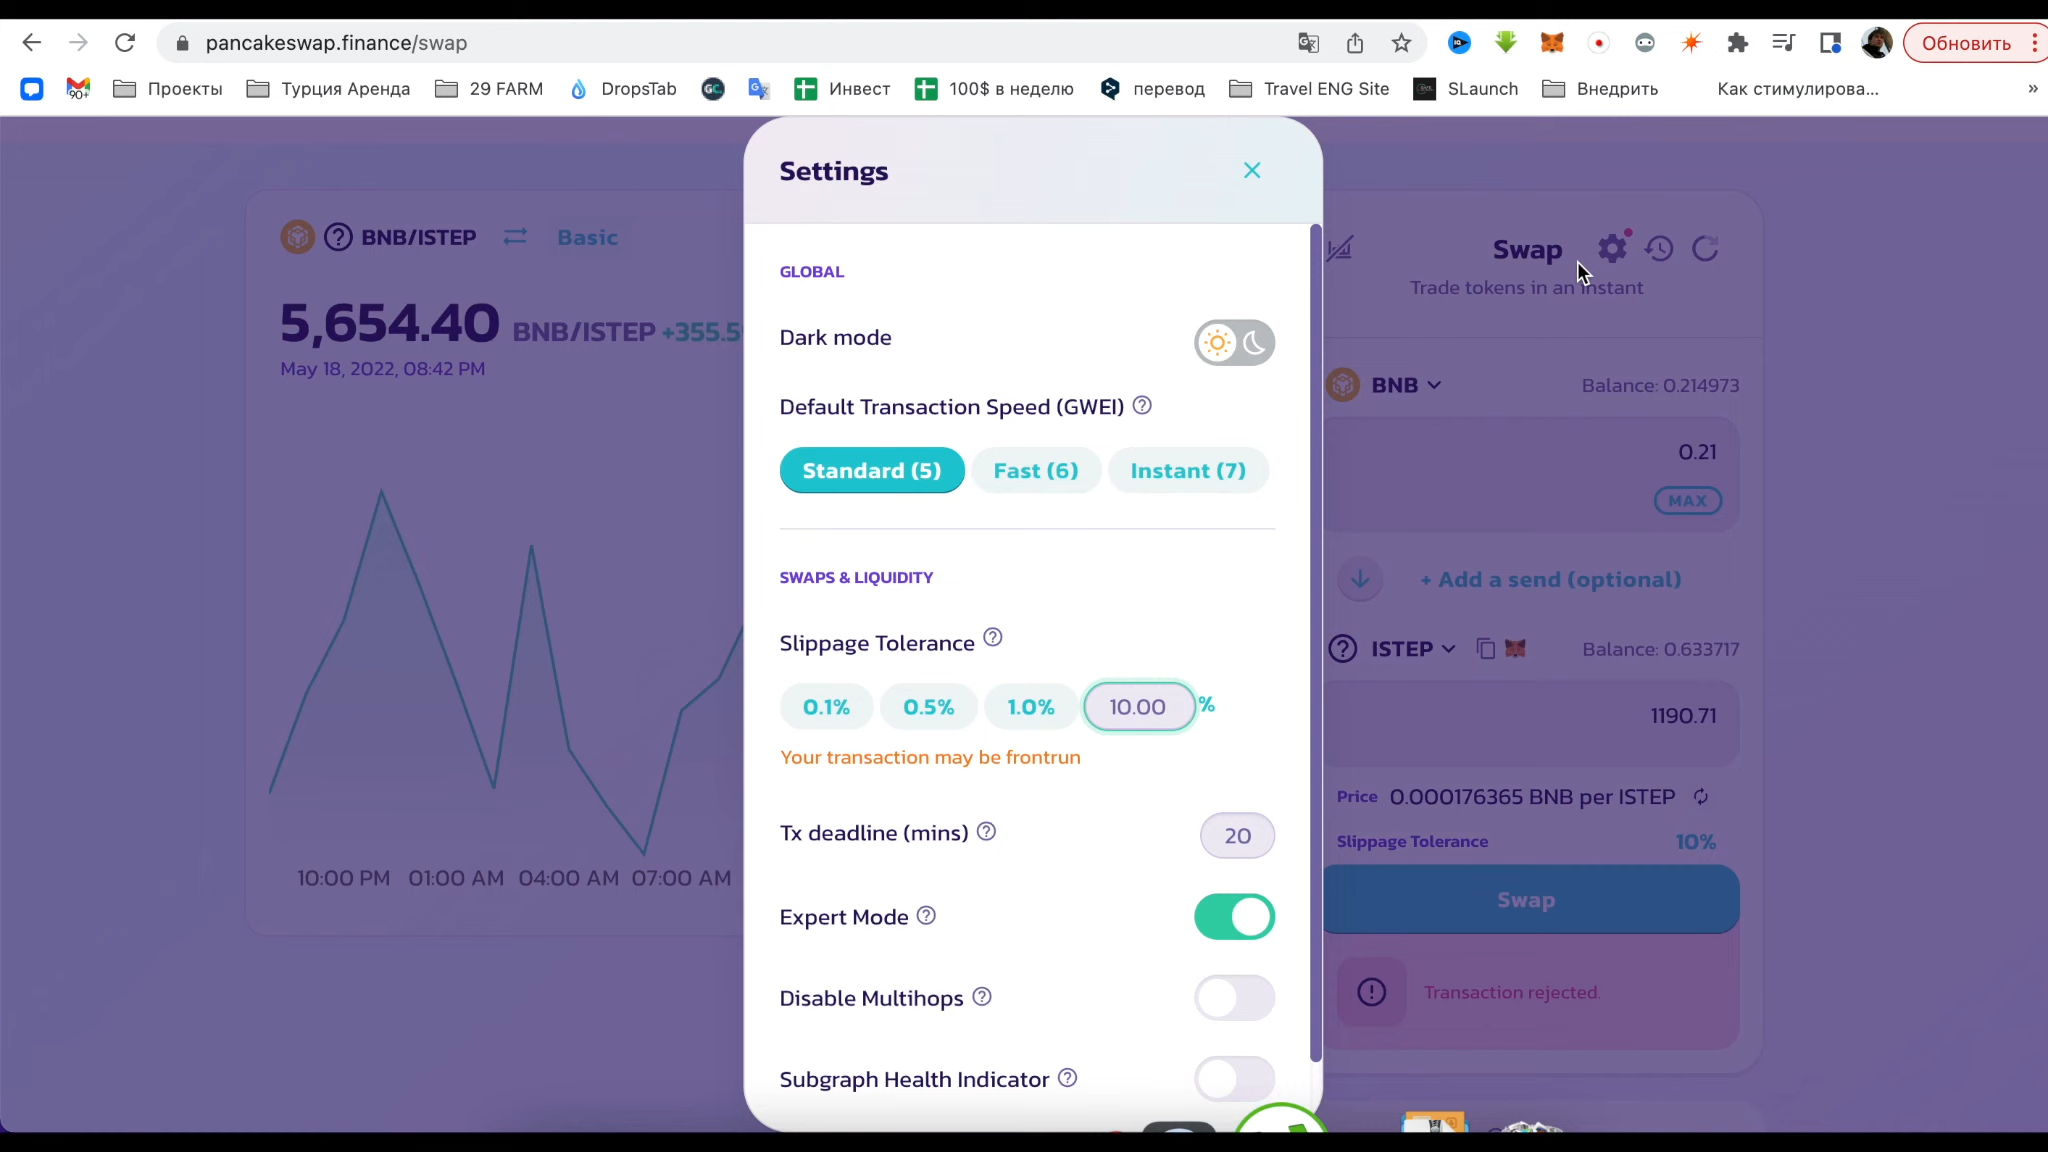 pancakeswap.finance/swap
Обновить
90+
Проекты
Турция Аренда
29 FARM
DropsTab
GC
Инвест
100$ в неделю
перевод
Travel ENG Site
SLaunch
Внедрить
Как стимулирова...
»
Settings
GLOBAL
Dark mode
Default Transaction Speed (GWEI)
Standard (5)
Fast (6)
Instant (7)
SWAPS & LIQUIDITY
Slippage Tolerance
0.1%
0.5%
1.0%
10.00 %
Your transaction may be frontrun
Tx deadline (mins)
20
Expert Mode
Disable Multihops
Subgraph Health Indicator
BNB/ISTEP
Basic
5,654.40 BNB/ISTEP +355.5
May 18, 2022, 08:42 PM
10:00 PM 01:00 AM 04:00 AM 07:00 AM
Swap
Trade tokens in an instant
BNB
Balance: 0.214973
0.21
MAX
+ Add a send (optional)
ISTEP
Balance: 0.633717
1190.71
Price 0.000176365 BNB per ISTEP
Slippage Tolerance 10%
Swap
Transaction rejected.